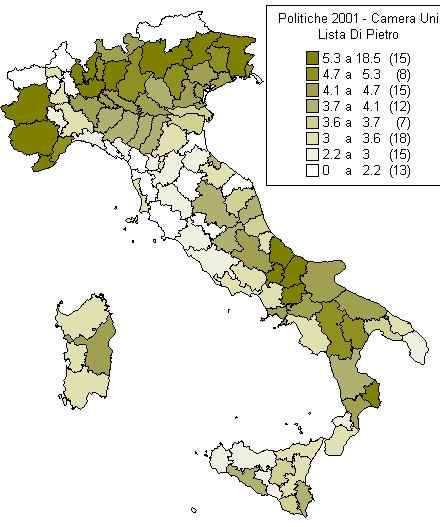 Politiche 2001 - Camera Uni
Lista Di Pietro
5.3 a 18.5 (15)
4.7 a 5.3 (8)
4.1 a 4.7 (15)
3.7 a 4.1 (12)
3.6 a 3.7 (7)
3 a 3.6 (18)
2.2 a 3 (15)
0 a 2.2 (13)